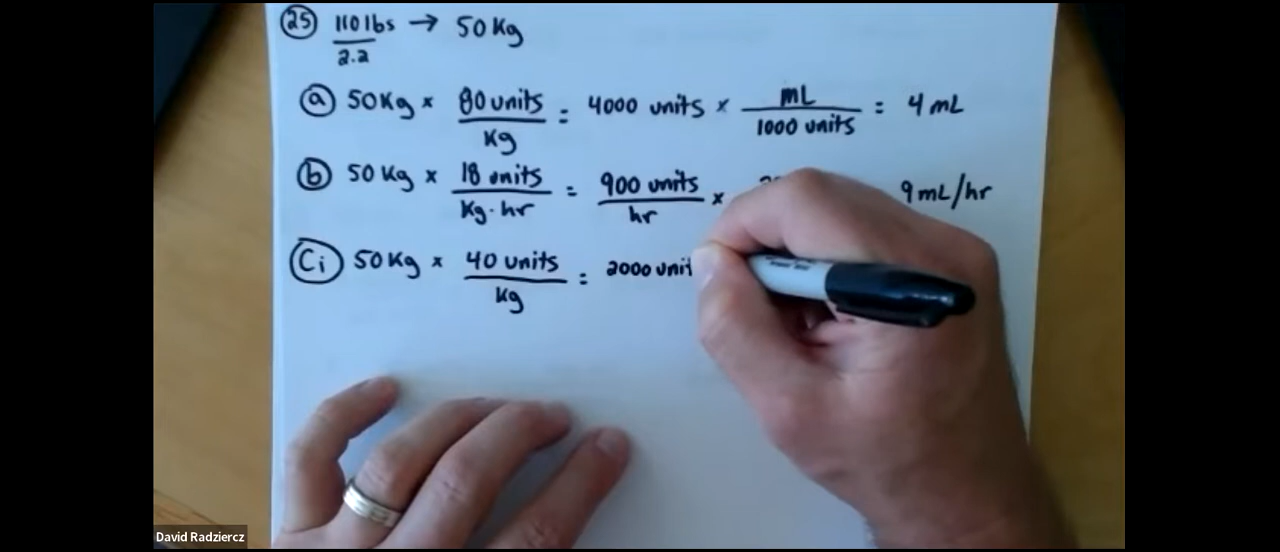 25 110 lbs → 50 Kg
2.2
a 50 Kg × 80 units = 4000 units × mL = 4 mL
Kg 1000 units
b 50 Kg × 18 units = 900 units × 9 mL/hr
Kg·hr hr
Ci 50 Kg × 40 units = 2000 unit
Kg
David Radziercz